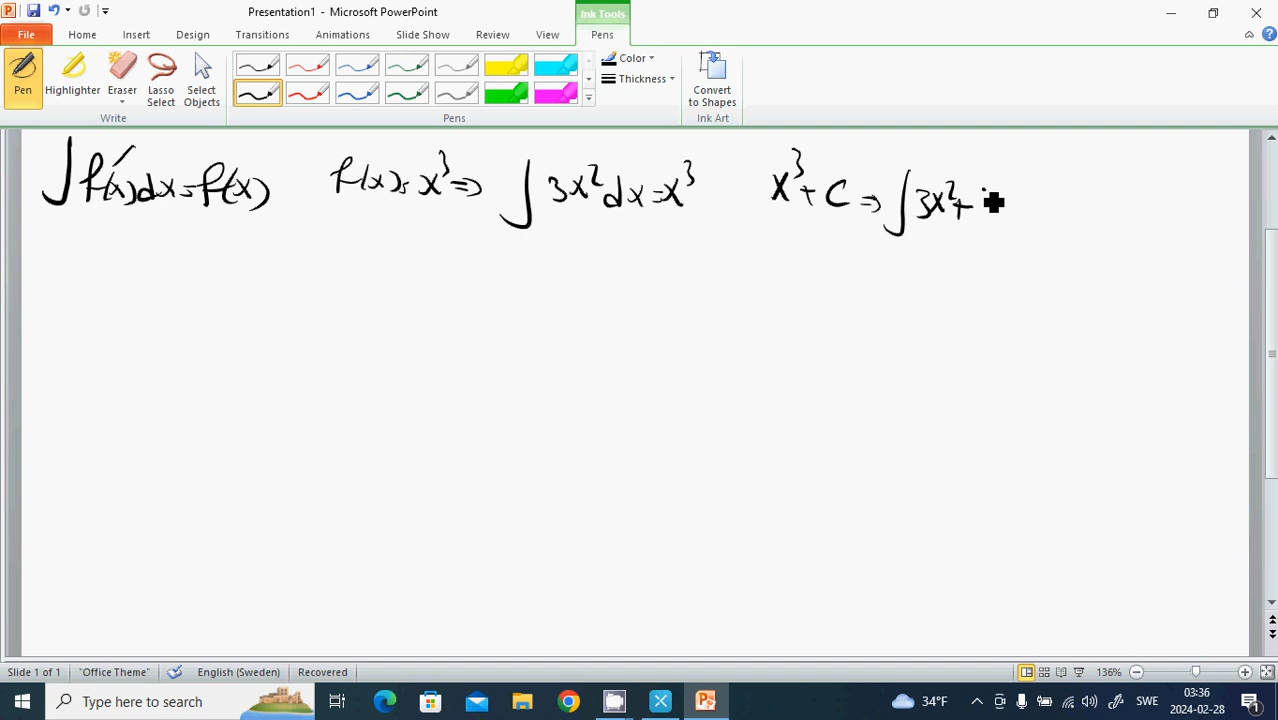 Presentation1 - Microsoft PowerPoint
Ink Tools
File Home Insert Design Transitions Animations Slide Show Review View Pens
Pen Highlighter Eraser Lasso Select Select Objects
Color
Thickness
Convert to Shapes
Write Pens Ink Art
∫f′(x)dx=f(x) f(x)=x³⇒ ∫3x²dx=x³ x³+C⇒∫3x²+
Slide 1 of 1 "Office Theme" English (Sweden) Recovered 136%
Type here to search 34°F SWE 03:36
2024-02-28 1